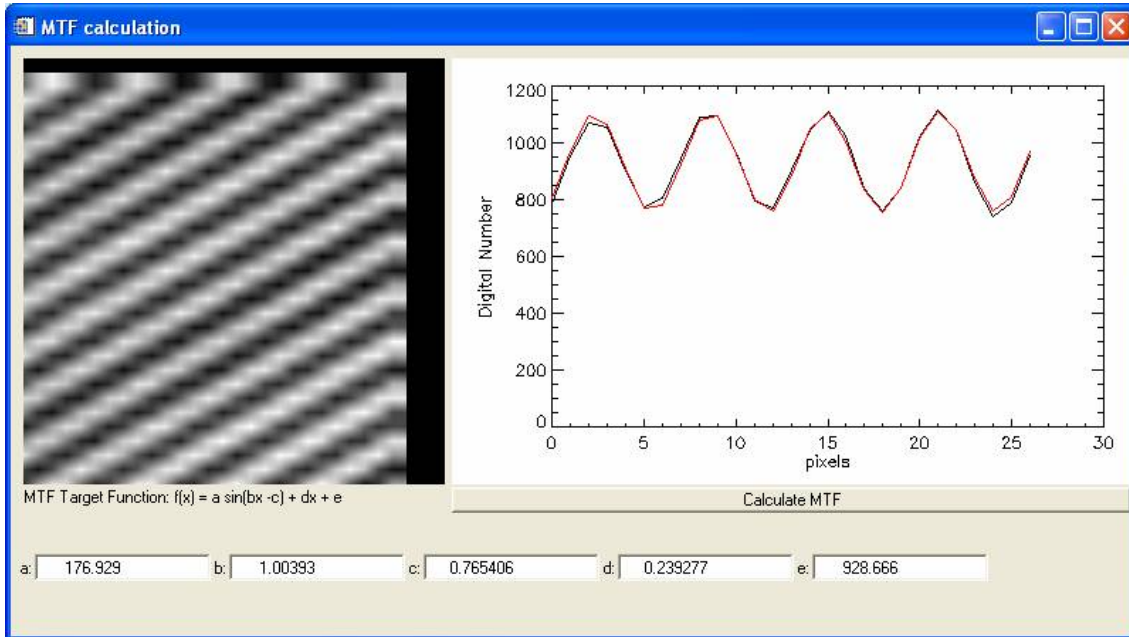 MTF calculation
1200
1000
800
600
400
200
0
Digital Number
0 5 10 15 20 25 30
pixels
MTF Target Function: f(x) = a sin(bx -c) + dx + e
Calculate MTF
a: 176.929 b: 1.00393 c: 0.765406 d: 0.239277 e: 928.666